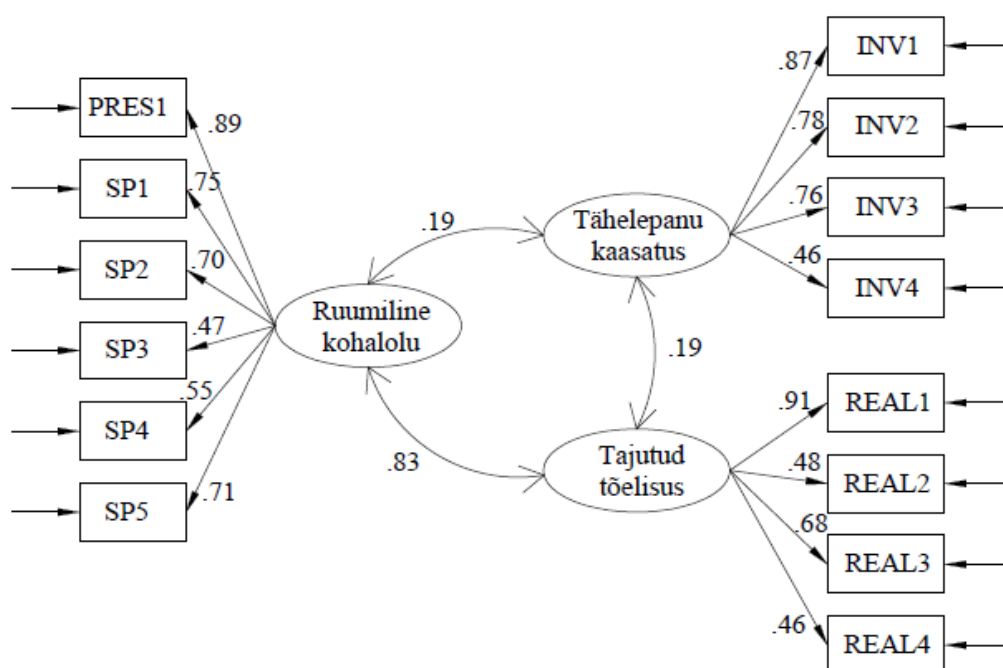 PRES1
.89
SP1
.75
SP2
.70
SP3
.47
SP4
.55
SP5
.71
Ruumiline
kohalolu
.19
.83
Tähelepanu
kaasatus
.19
Tajutud
tõelisus
.87
INV1
.78
INV2
.76
INV3
.46
INV4
.91
REAL1
.48
REAL2
.68
REAL3
.46
REAL4